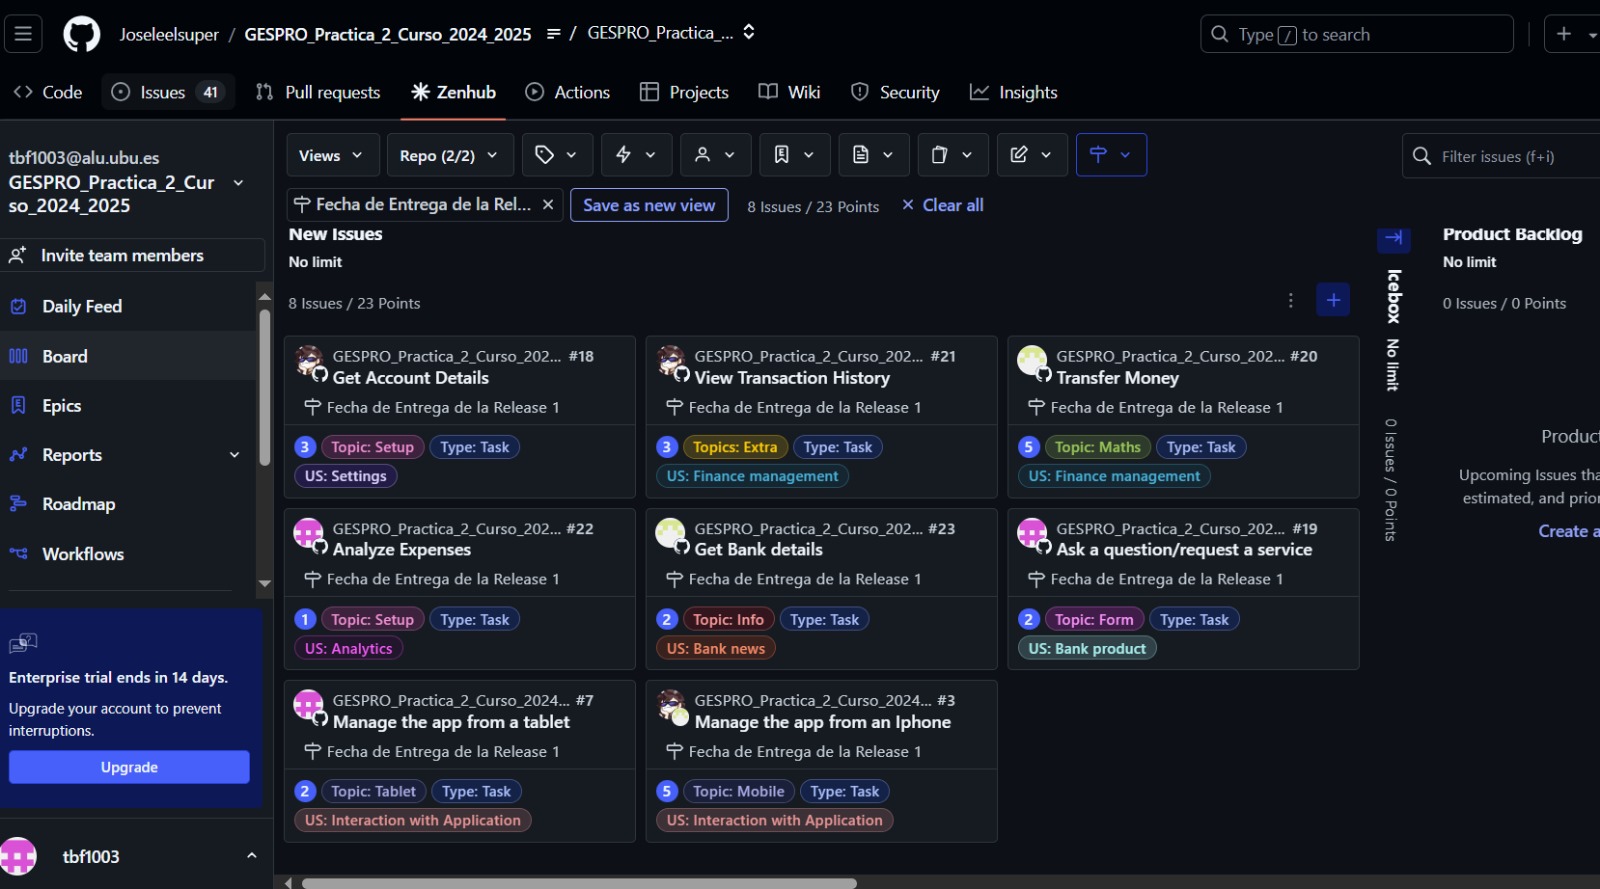 Joseleelsuper / GESPRO_Practica_2_Curso_2024_2025 / GESPRO_Practica_...
Type / to search
Code
Issues 41
Pull requests
Zenhub
Actions
Projects
Wiki
Security
Insights
tbf1003@alu.ubu.es
GESPRO_Practica_2_Cur
so_2024_2025
Invite team members
Daily Feed
Board
Epics
Reports
Roadmap
Workflows
Enterprise trial ends in 14 days.
Upgrade your account to prevent
interruptions.
Upgrade
tbf1003
Views
Repo (2/2)
Filter issues (f+i)
Fecha de Entrega de la Rel... ×
Save as new view
8 Issues / 23 Points
× Clear all
New Issues
No limit
8 Issues / 23 Points
GESPRO_Practica_2_Curso_202... #18
Get Account Details
Fecha de Entrega de la Release 1
3 Topic: Setup Type: Task
US: Settings
GESPRO_Practica_2_Curso_202... #21
View Transaction History
Fecha de Entrega de la Release 1
3 Topics: Extra Type: Task
US: Finance management
GESPRO_Practica_2_Curso_202... #20
Transfer Money
Fecha de Entrega de la Release 1
5 Topic: Maths Type: Task
US: Finance management
GESPRO_Practica_2_Curso_202... #22
Analyze Expenses
Fecha de Entrega de la Release 1
1 Topic: Setup Type: Task
US: Analytics
GESPRO_Practica_2_Curso_202... #23
Get Bank details
Fecha de Entrega de la Release 1
2 Topic: Info Type: Task
US: Bank news
GESPRO_Practica_2_Curso_202... #19
Ask a question/request a service
Fecha de Entrega de la Release 1
2 Topic: Form Type: Task
US: Bank product
GESPRO_Practica_2_Curso_2024... #7
Manage the app from a tablet
Fecha de Entrega de la Release 1
2 Topic: Tablet Type: Task
US: Interaction with Application
GESPRO_Practica_2_Curso_2024... #3
Manage the app from an Iphone
Fecha de Entrega de la Release 1
5 Topic: Mobile Type: Task
US: Interaction with Application
Icebox No limit 0 Issues / 0 Points
Product Backlog
No limit
0 Issues / 0 Points
Product
Upcoming Issues tha
estimated, and prior
Create a